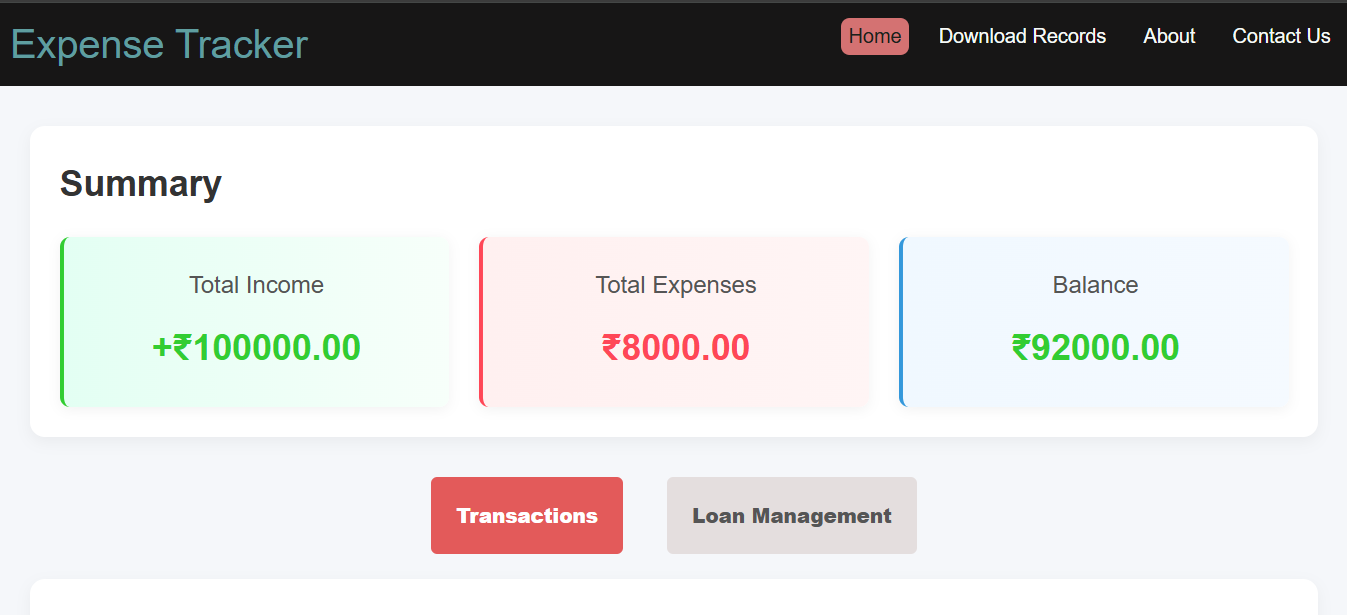 Expense Tracker
Home Download Records About Contact Us
Summary
Total Income
+₹100000.00
Total Expenses
₹8000.00
Balance
₹92000.00
Transactions
Loan Management